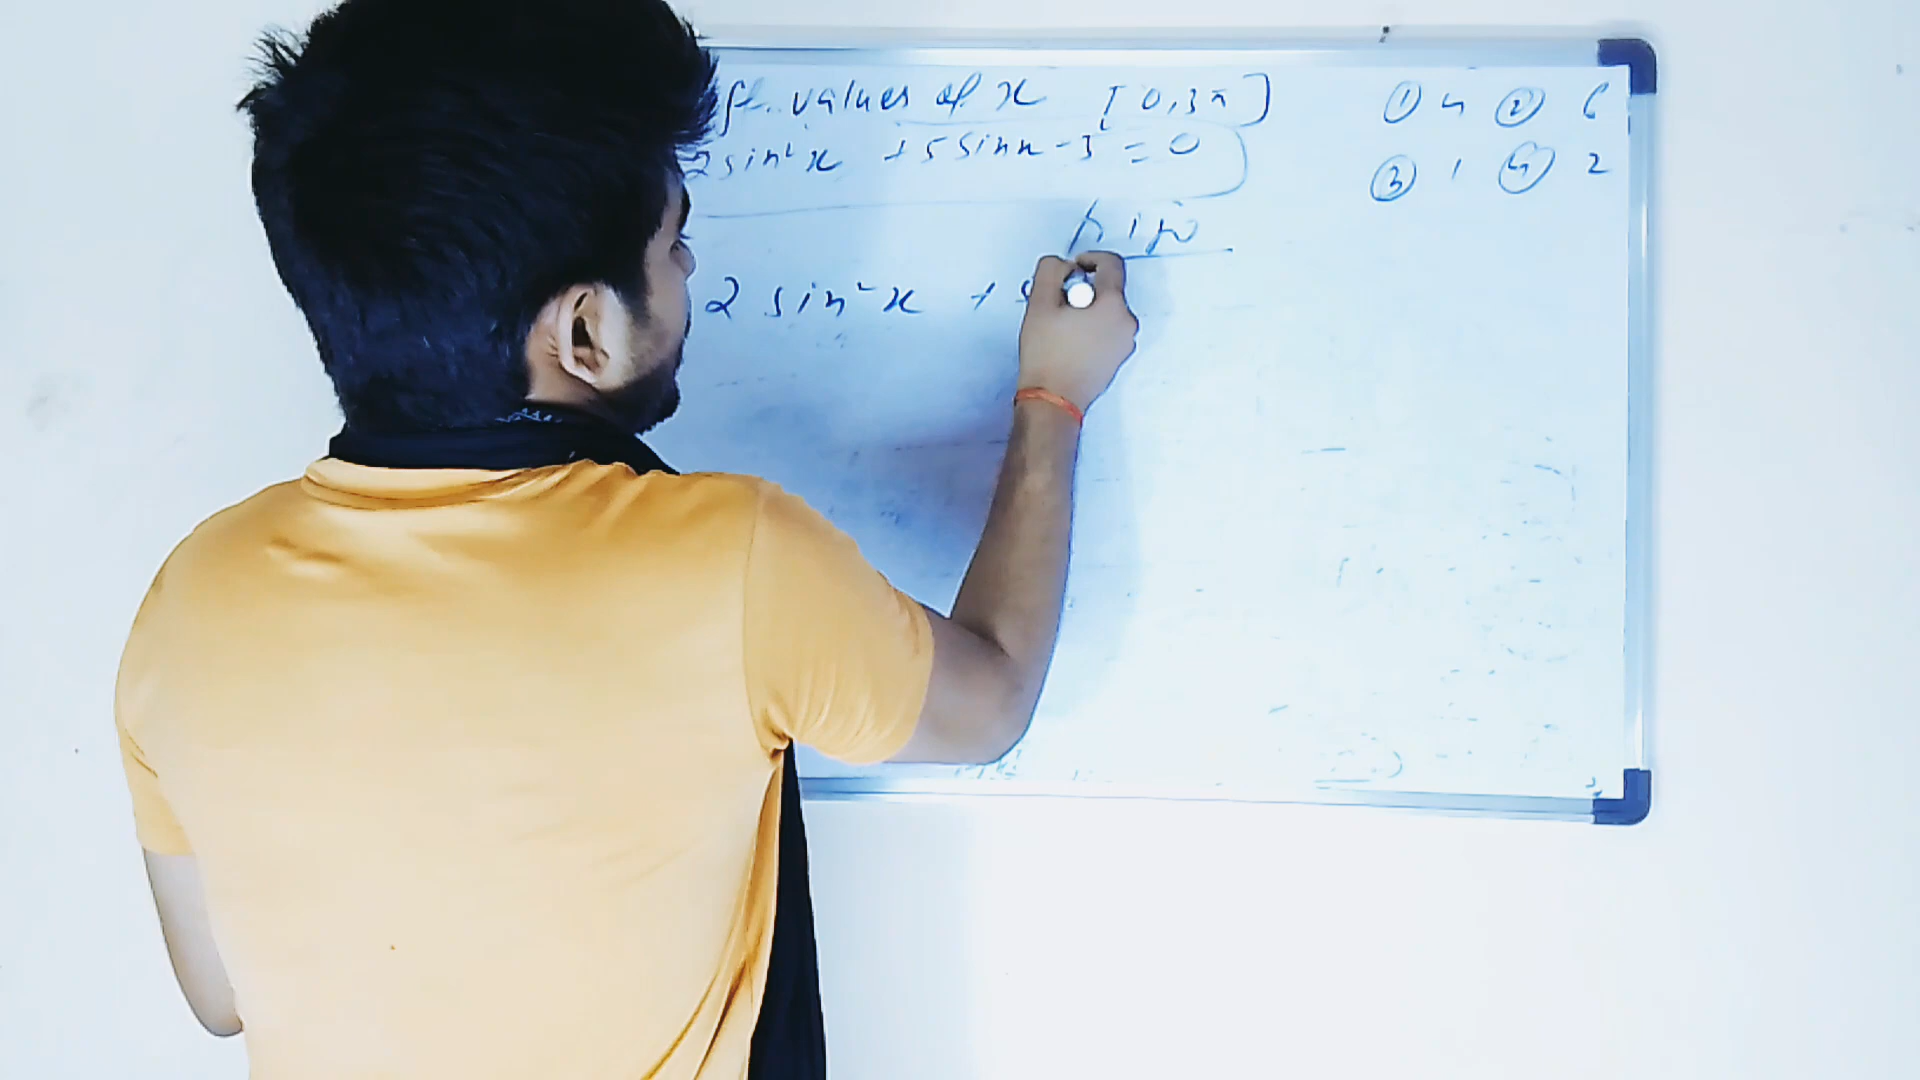 of values of x [0,3π]
2sin²x +5sinx-3 = 0
① 4 ② 6
③ 1 ④ 2
2 sin²x + 5